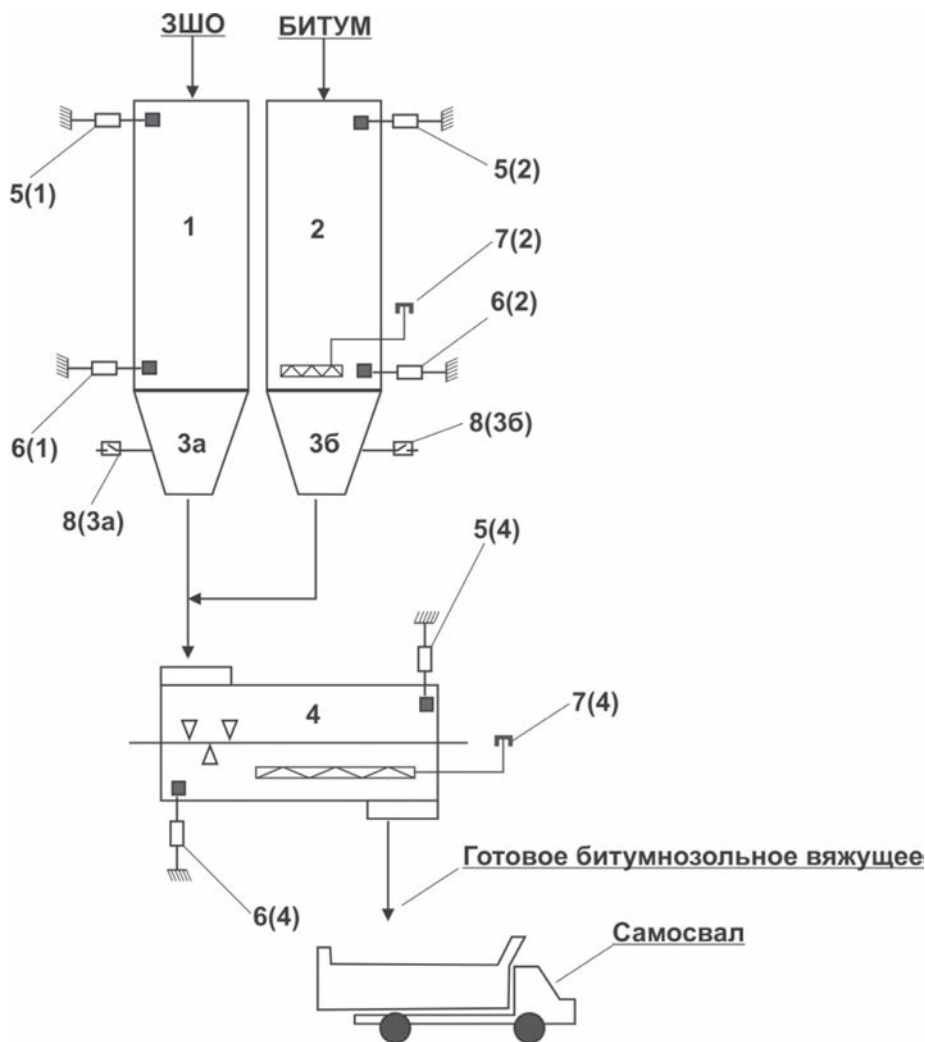 ЗШО БИТУМ
5(1) 5(2)
1 2
7(2)
6(2)
6(1) 3а 3б 8(3б)
8(3а)
5(4)
4 7(4)
Готовое битумнозольное вяжущее
6(4)
Самосвал